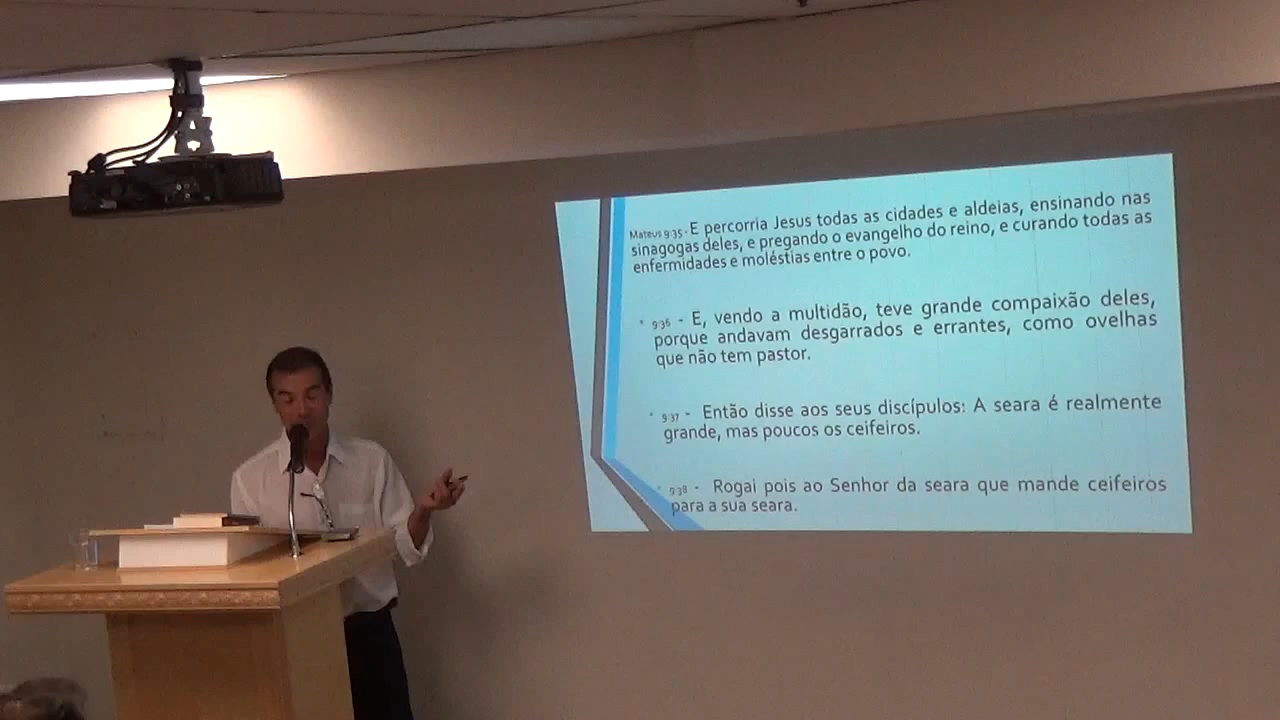 Mateus 9:35 - E percorria Jesus todas as cidades e aldeias, ensinando nas
sinagogas deles, e pregando o evangelho do reino, e curando todas as
enfermidades e moléstias entre o povo.
9:36 - E, vendo a multidão, teve grande compaixão deles,
porque andavam desgarrados e errantes, como ovelhas
que não tem pastor.
9:37 - Então disse aos seus discípulos: A seara é realmente
grande, mas poucos os ceifeiros.
9:38 - Rogai pois ao Senhor da seara que mande ceifeiros
para a sua seara.